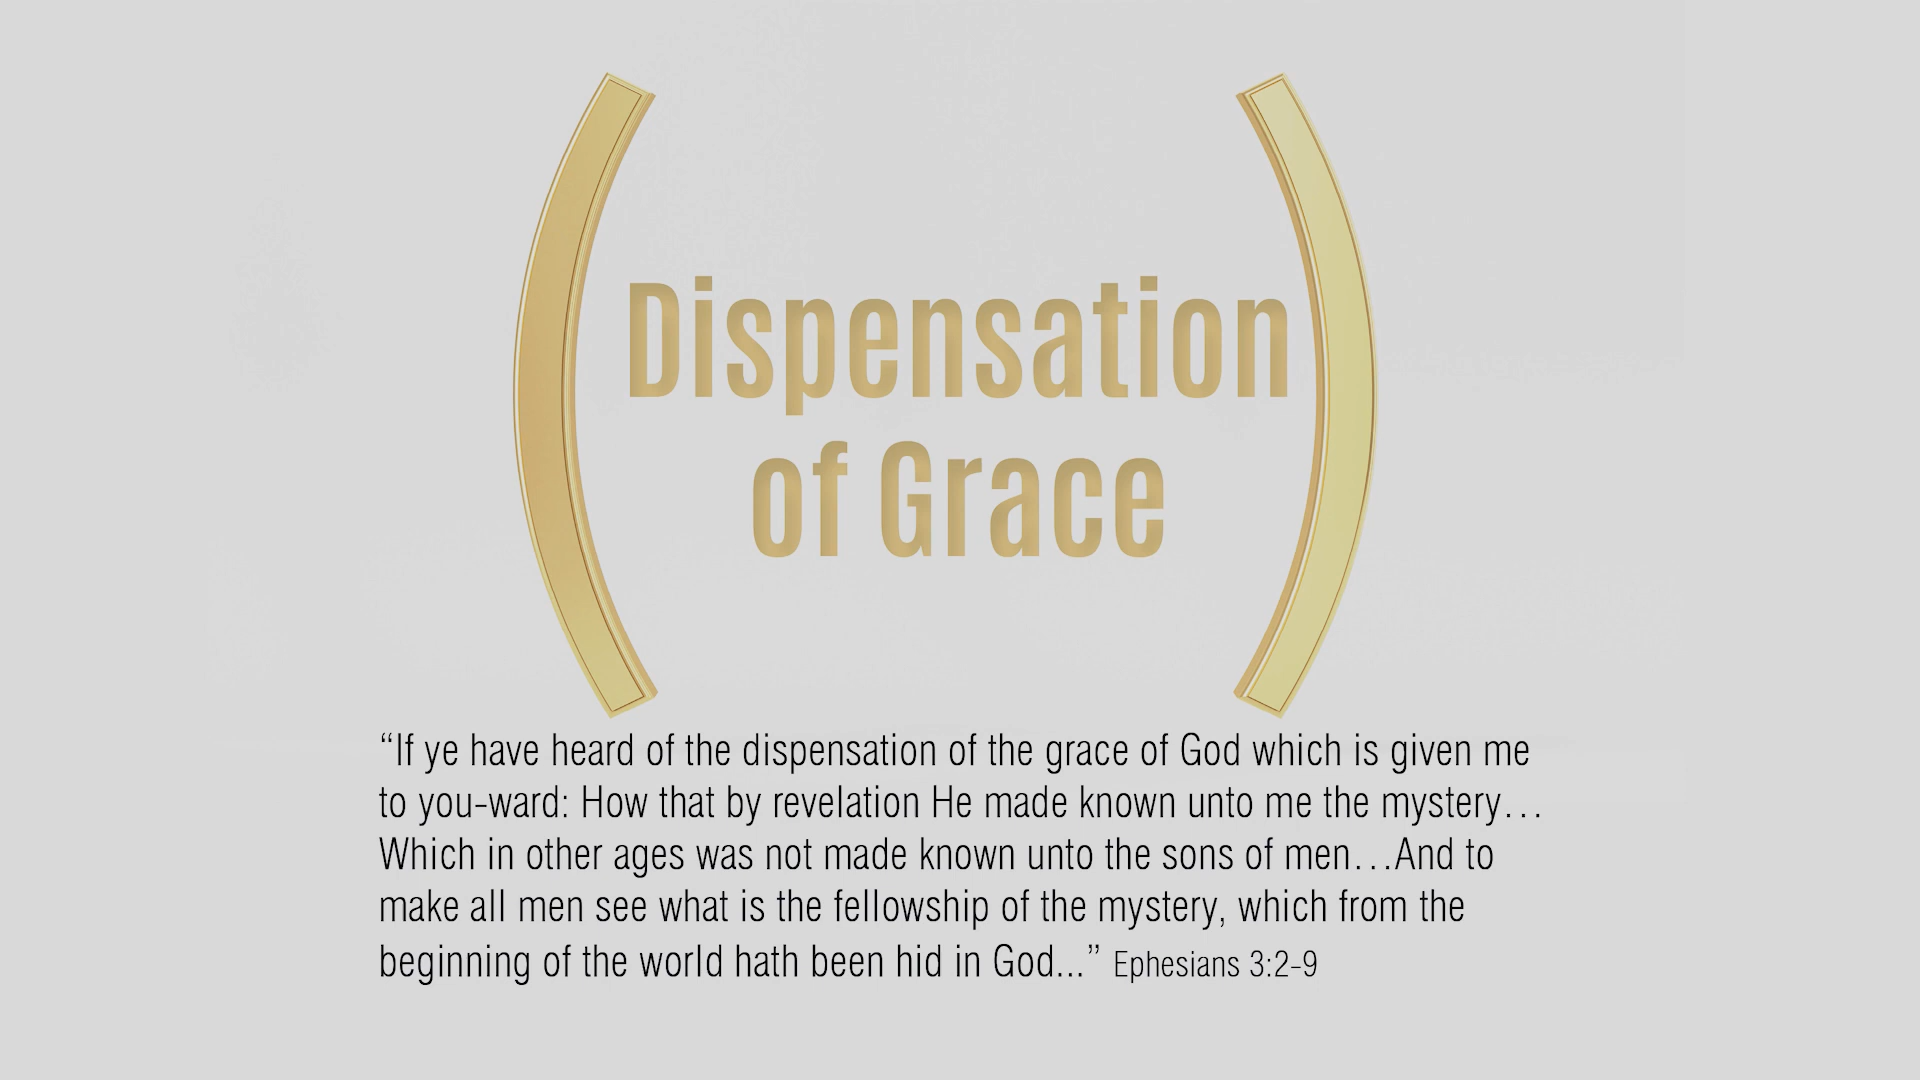 Dispensation
of Grace
“If ye have heard of the dispensation of the grace of God which is given me
to you-ward: How that by revelation He made known unto me the mystery…
Which in other ages was not made known unto the sons of men…And to
make all men see what is the fellowship of the mystery, which from the
beginning of the world hath been hid in God...” Ephesians 3:2-9